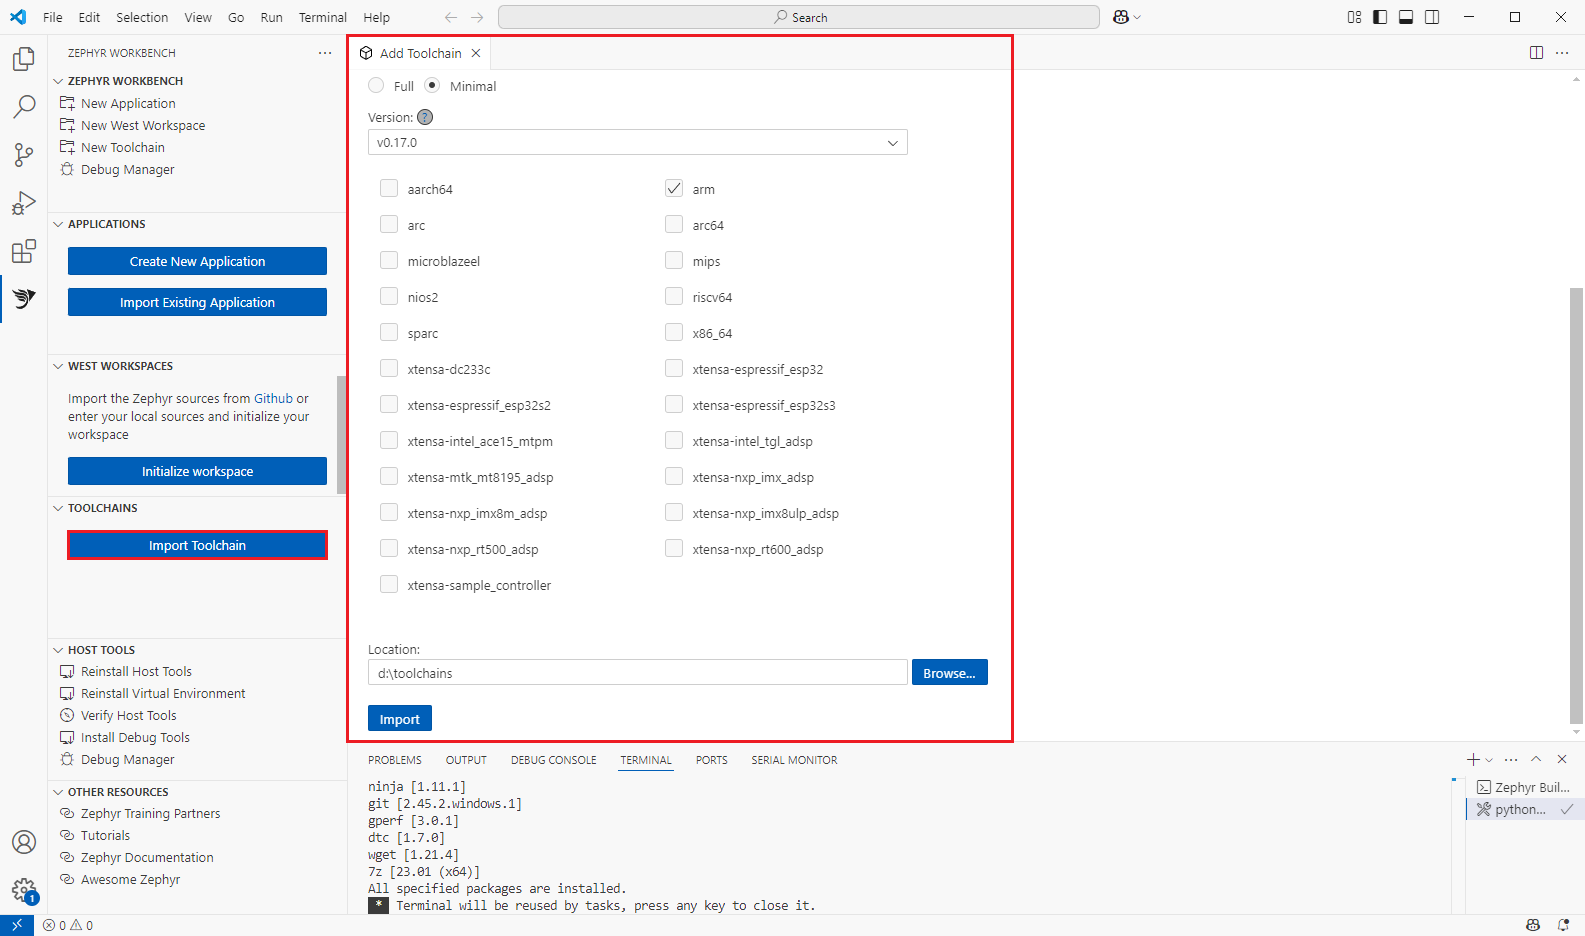 File Edit Selection View Go Run Terminal Help
Search
ZEPHYR WORKBENCH
ZEPHYR WORKBENCH
New Application
New West Workspace
New Toolchain
Debug Manager
APPLICATIONS
Create New Application
Import Existing Application
WEST WORKSPACES
Import the Zephyr sources from Github or
enter your local sources and initialize your
workspace
Initialize workspace
TOOLCHAINS
Import Toolchain
HOST TOOLS
Reinstall Host Tools
Reinstall Virtual Environment
Verify Host Tools
Install Debug Tools
Debug Manager
OTHER RESOURCES
Zephyr Training Partners
Tutorials
Zephyr Documentation
Awesome Zephyr
1
Add Toolchain
Full Minimal
Version: ?
v0.17.0
aarch64 arm
arc arc64
microblazeel mips
nios2 riscv64
sparc x86_64
xtensa-dc233c xtensa-espressif_esp32
xtensa-espressif_esp32s2 xtensa-espressif_esp32s3
xtensa-intel_ace15_mtpm xtensa-intel_tgl_adsp
xtensa-mtk_mt8195_adsp xtensa-nxp_imx_adsp
xtensa-nxp_imx8m_adsp xtensa-nxp_imx8ulp_adsp
xtensa-nxp_rt500_adsp xtensa-nxp_rt600_adsp
xtensa-sample_controller
Location:
d:\toolchains Browse...
Import
PROBLEMS OUTPUT DEBUG CONSOLE TERMINAL PORTS SERIAL MONITOR
ninja [1.11.1]
git [2.45.2.windows.1]
gperf [3.0.1]
dtc [1.7.0]
wget [1.21.4]
7z [23.01 (x64)]
All specified packages are installed.
* Terminal will be reused by tasks, press any key to close it.
Zephyr Buil...
python...
0 0